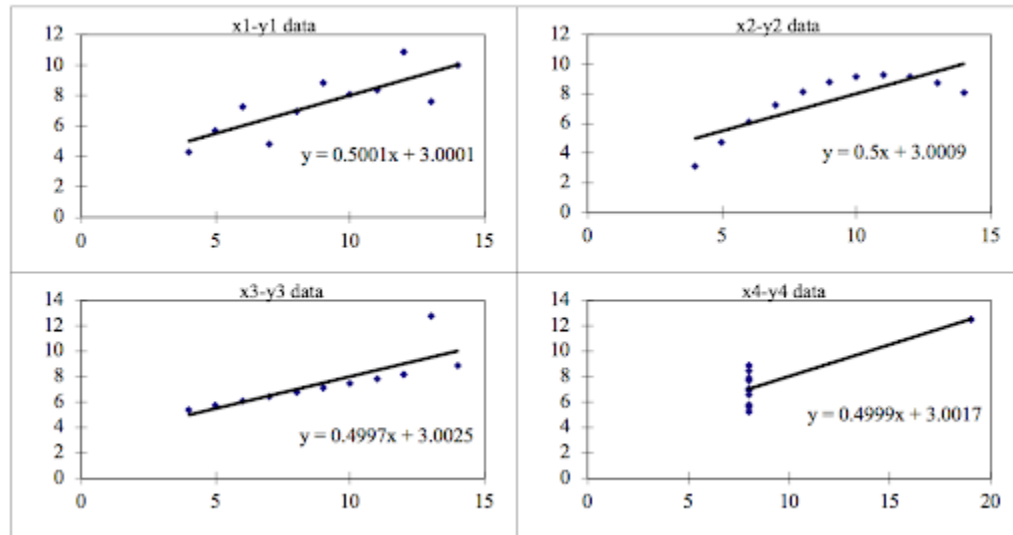 x1-y1 data
12
10
8
6
4
2
0
y = 0.5001x + 3.0001
0 5 10 15
x2-y2 data
12
10
8
6
4
2
0
y = 0.5x + 3.0009
0 5 10 15
x3-y3 data
14
12
10
8
6
4
2
0
y = 0.4997x + 3.0025
0 5 10 15
x4-y4 data
14
12
10
8
6
4
2
0
y = 0.4999x + 3.0017
0 5 10 15 20